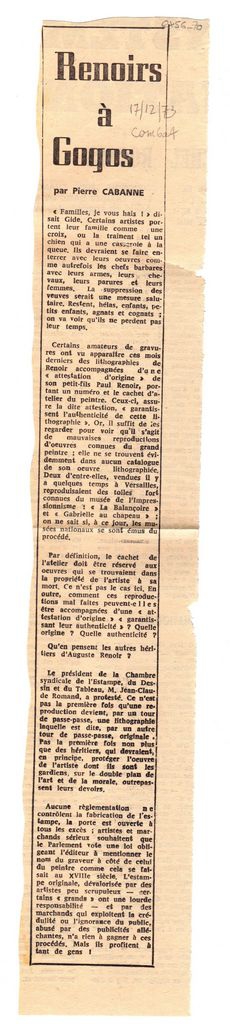 6456-70
Renoirs
à
Gogos
17/12/73
Combat
par Pierre CABANNE
« Familles, je vous hais ! » di-
sait Gide. Certains artistes por-
tent leur famille comme une
croix, ou la traînent tel un
chien qui a une casserole à la
queue. Ils devraient se faire en-
terrer avec leurs oeuvres com-
me autrefois les chefs barbares
avec leurs armes, leurs che-
vaux, leurs parures et leurs
femmes. La suppression des
veuves serait une mesure salu-
taire. Restent, hélas, enfants, pe-
tits enfants, agnats et cognats ;
on va voir qu'ils ne perdent pas
leur temps.
Certains amateurs de gravu-
res ont vu apparaître ces mois
derniers des lithographies de
Renoir accompagnées d'une
« attestation d'origine » de
son petit-fils Paul Renoir, por-
tant un numéro et le cachet d'a-
telier du peintre. Ceux-ci, assu-
re la dite attestion, « garantis-
sent l'authenticité de cette li-
thographie ». Or, il suffit de les
regarder pour voir qu'il s'agit
de mauvaises reproductions
d'oeuvres connues du grand
peintre ; elle ne se trouvent évi-
demment dans aucun catalogue
de son oeuvre lithographiée.
Deux d'entre-elles, vendues il y
a quelques temps à Versailles,
reproduisaient des toiles fort
connues du musée de l'Impres-
sionnisme : « La Balançoire »
et « Gabrielle au chapeau » ;
on ne sait si, à ce jour, les mu-
sées nationaux se sont émus du
procédé.
Par définition, le cachet de
l'atelier doit être réservé aux
oeuvres qui se trouvaient dans
la propriété de l'artiste à sa
mort. Ce n'est pas le cas ici. En
outre, comment ces reproduc-
tions mal faites peuvent-elles
être accompagnées d'une « at-
testation d'origine » « garantis-
sant leur authenticité » ? Quelle
origine ? Quelle authenticité ?
Qu'en pensent les autres héri-
tiers d'Auguste Renoir ?
Le président de la Chambre
syndicale de l'Estampe, du Des-
sin et du Tableau, M. Jean-Clau-
de Romand, a protesté. Ce n'est
pas la première fois qu'une re-
production devient, par un tour
de passe-passe, une lithographie
laquelle est dite, par un autre
tour de passe-passe, originale.
Pas la première fois non plus
que des héritiers, qui devraient,
en principe, protéger l'oeuvre
de l'artiste dont ils sont les
gardiens, sur le double plan de
l'art et de la morale, outrepas-
sent leurs devoirs.
Aucune règlementation ne
contrôlent la fabrication de l'es-
tampe, la porte est ouverte à
tous les excès ; artistes et mar-
chands sérieux souhaitent que
le Parlement vote une loi obli-
geant l'éditeur à mentionner le
nom du graveur à côté de celui
du peintre comme cela se fai-
sait au XVIIIe siècle. L'estam-
pe originale, dévalorisée par des
artistes peu scrupuleux — cer-
tains « grands » ont une lourde
responsabilité — et par des
marchands qui exploitent la cré-
dulité ou l'ignorance du public,
abusé par des publicités allé-
chantes, n'a rien à gagner à ces
procédés. Mais ils profitent à
tant de gens !